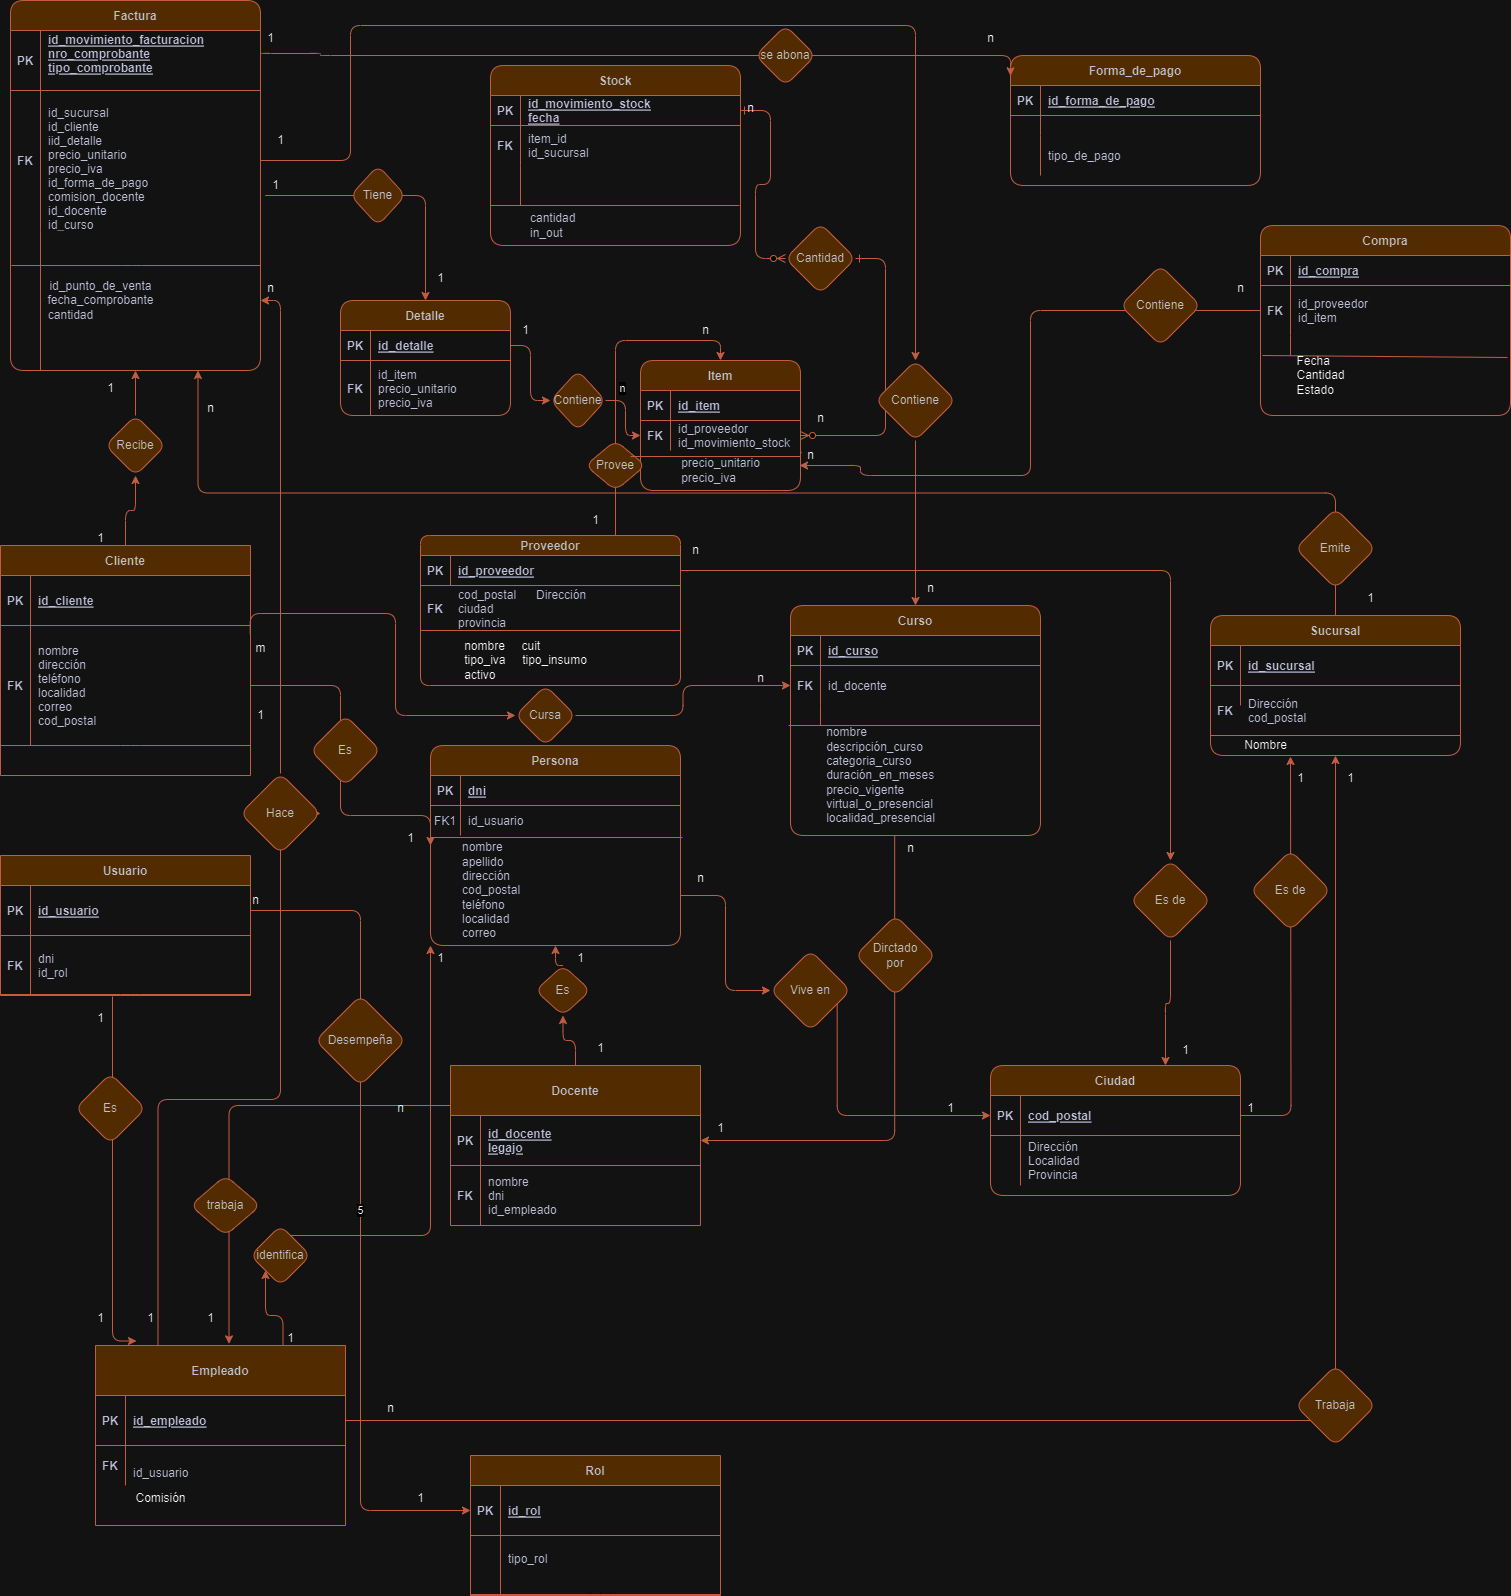 Factura
PK
id_movimiento_facturacion
nro_comprobante
tipo_comprobante
FK
id_sucursal
id_cliente
iid_detalle
precio_unitario
precio_iva
id_forma_de_pago
comision_docente
id_docente
id_curso
id_punto_de_venta
fecha_comprobante
cantidad
1
se abona
n
1
1
Tiene
1
n
Stock
PK
id_movimiento_stock
fecha
FK
item_id
id_sucursal
cantidad
in_out
n
Forma_de_pago
PK
id_forma_de_pago
tipo_de_pago
Cantidad
Compra
PK
id_compra
FK
id_proveedor
id_item
Fecha
Cantidad
Estado
n
Contiene
Detalle
PK
id_detalle
FK
id_item
precio_unitario
precio_iva
1
Contiene
n
n
Item
PK
id_item
FK
id_proveedor
id_movimiento_stock
precio_unitario
precio_iva
n
n
Contiene
Provee
1
1
Recibe
1
n
Emite
1
Cliente
PK
id_cliente
FK
nombre
dirección
teléfono
localidad
correo
cod_postal
m
1
Proveedor
PK
id_proveedor
FK
cod_postal Dirección
ciudad
provincia
nombre cuit
tipo_iva tipo_insumo
activo
n
n
Cursa
n
Curso
PK
id_curso
FK
id_docente
nombre
descripción_curso
categoria_curso
duración_en_meses
precio_vigente
virtual_o_presencial
localidad_presencial
n
Sucursal
PK
id_sucursal
FK
Dirección
cod_postal
Nombre
1
1
Es
Hace
Persona
PK
dni
FK1
id_usuario
nombre
apellido
dirección
cod_postal
teléfono
localidad
correo
1
n
1
1
Es
1
Usuario
PK
id_usuario
FK
dni
id_rol
n
1
Es
Desempeña
5
Vive en
Dirctado
por
Es de
Es de
1
Docente
PK
id_docente
legajo
FK
nombre
dni
id_empleado
n
1
Ciudad
PK
cod_postal
Dirección
Localidad
Provincia
1
1
trabaja
identifica
1
1
1
1
Empleado
PK
id_empleado
FK
id_usuario
Comisión
n
Trabaja
1
Rol
PK
id_rol
tipo_rol